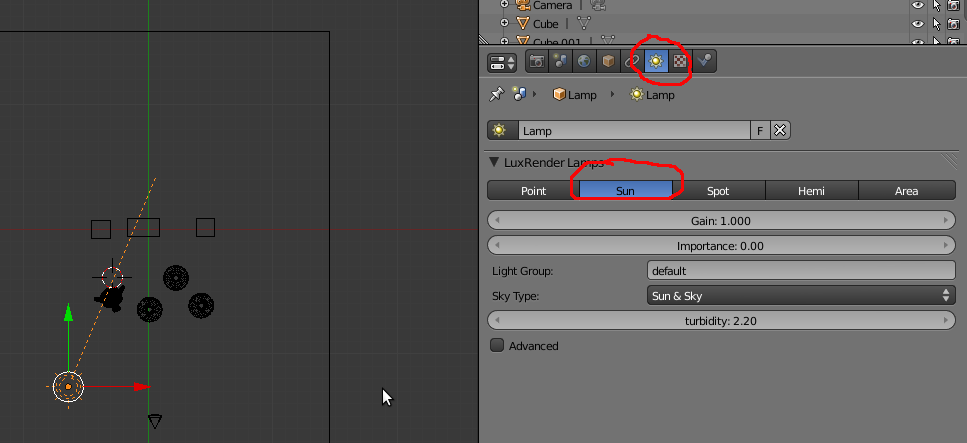 Camera
Cube
Cube.001
Lamp Lamp
Lamp F
LuxRender Lamps
Point Sun Spot Hemi Area
Gain: 1.000
Importance: 0.00
Light Group: default
Sky Type: Sun & Sky
turbidity: 2.20
Advanced